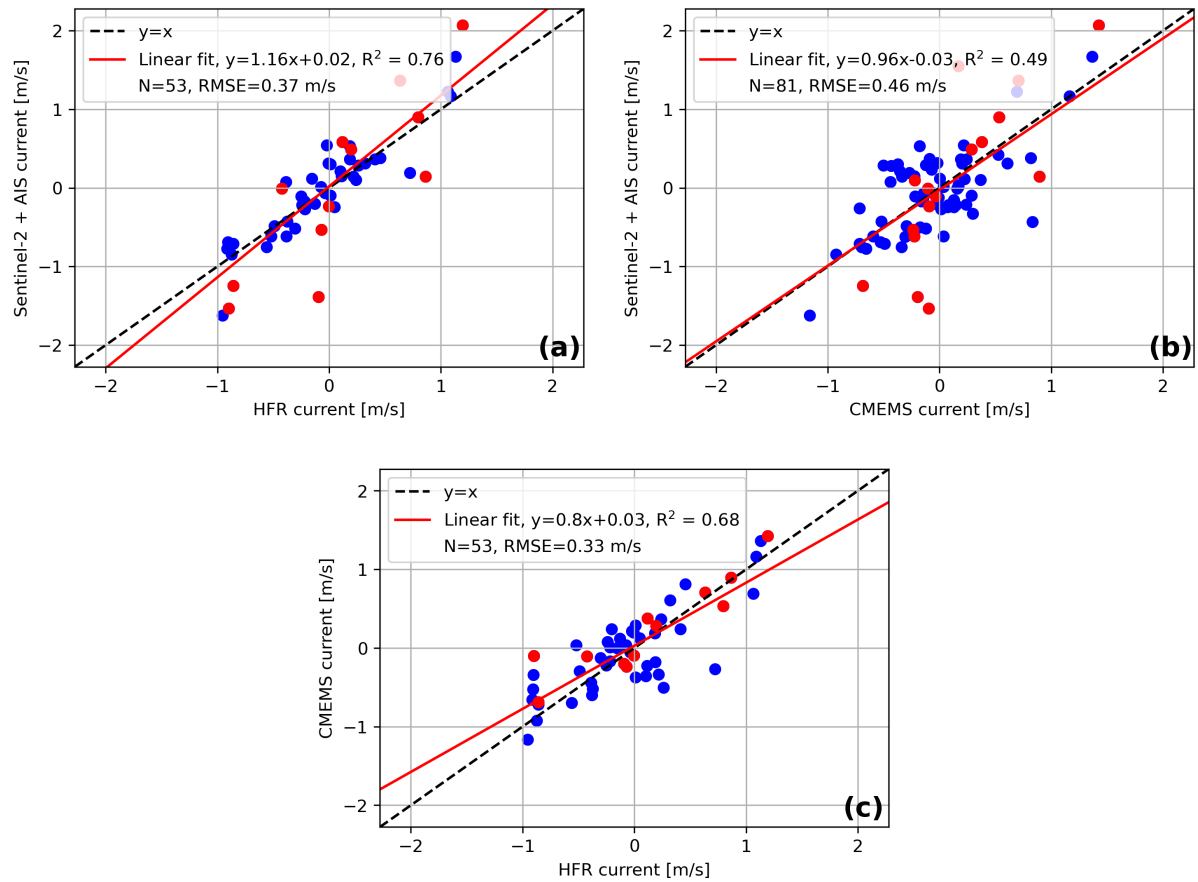 y=x
Linear fit, y=1.16x+0.02, R² = 0.76
N=53, RMSE=0.37 m/s
2
1
0
−1
−2
Sentinel-2 + AIS current [m/s]
(a)
−2 −1 0 1 2
HFR current [m/s]
y=x
Linear fit, y=0.96x-0.03, R² = 0.49
N=81, RMSE=0.46 m/s
2
1
0
−1
−2
Sentinel-2 + AIS current [m/s]
(b)
−2 −1 0 1 2
CMEMS current [m/s]
y=x
Linear fit, y=0.8x+0.03, R² = 0.68
N=53, RMSE=0.33 m/s
2
1
0
−1
−2
CMEMS current [m/s]
(c)
−2 −1 0 1 2
HFR current [m/s]